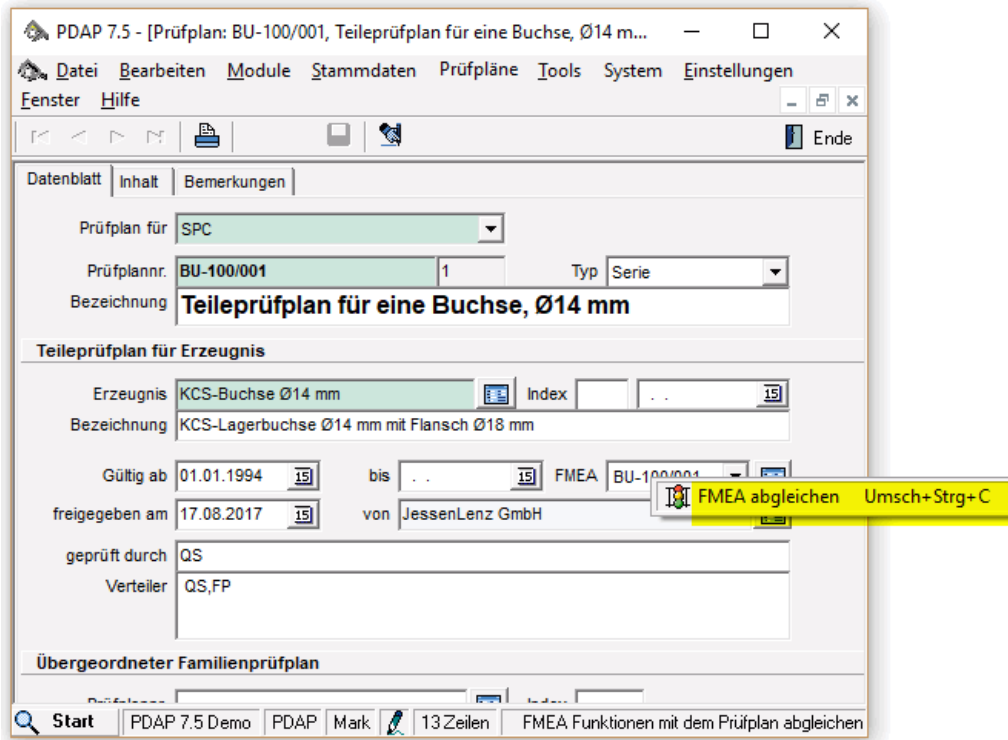 PDAP 7.5 - [Prüfplan: BU-100/001, Teileprüfplan für eine Buchse, Ø14 m...
Datei Bearbeiten Module Stammdaten Prüfpläne Tools System Einstellungen
Fenster Hilfe
Ende
Datenblatt Inhalt Bemerkungen
Prüfplan für SPC
Prüfplannr. BU-100/001 1 Typ Serie
Bezeichnung Teileprüfplan für eine Buchse, Ø14 mm
Teileprüfplan für Erzeugnis
Erzeugnis KCS-Buchse Ø14 mm Index . . 15
Bezeichnung KCS-Lagerbuchse Ø14 mm mit Flansch Ø18 mm
Gültig ab 01.01.1994 15 bis . . 15 FMEA BU-100/001
FMEA abgleichen Umsch+Strg+C
freigegeben am 17.08.2017 15 von JessenLenz GmbH
geprüft durch QS
Verteiler QS,FP
Übergeordneter Familienprüfplan
Start PDAP 7.5 Demo PDAP Mark 13 Zeilen FMEA Funktionen mit dem Prüfplan abgleichen